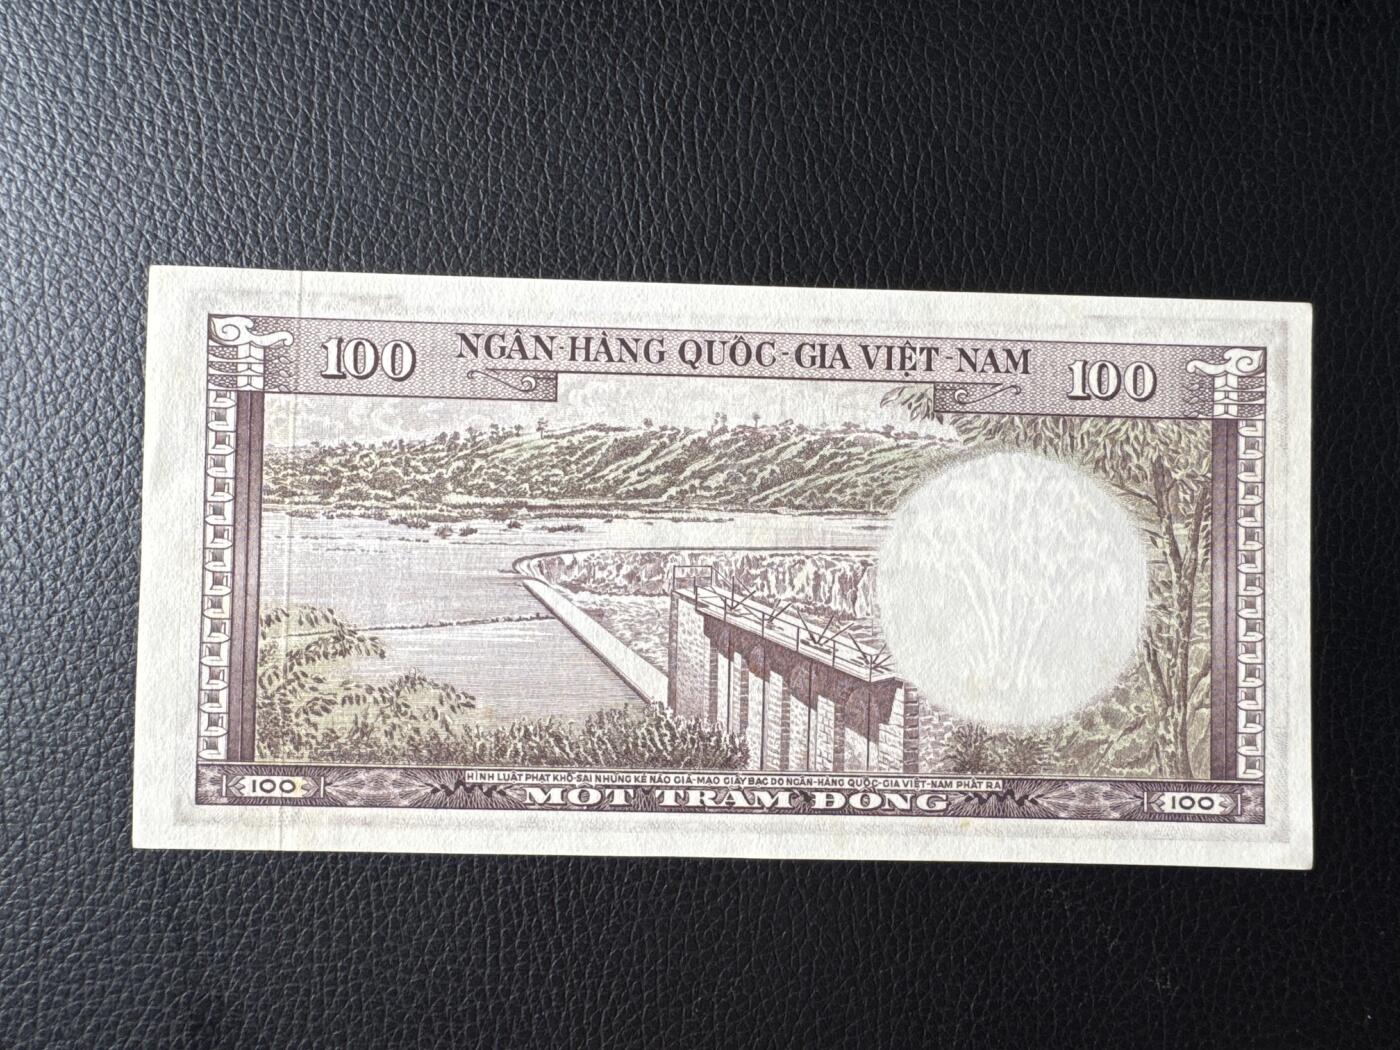 100 NGÂN-HÀNG QUỐC-GIA VIỆT-NAM 100
HÌNH LUẬT PHẠT KHỔ-SAI NHỮNG KẺ NÀO GIẢ-MẠO GIẤY BẠC DO NGÂN-HÀNG QUỐC-GIA VIỆT-NAM PHÁT RA
100 MỘT TRĂM ĐỒNG 100